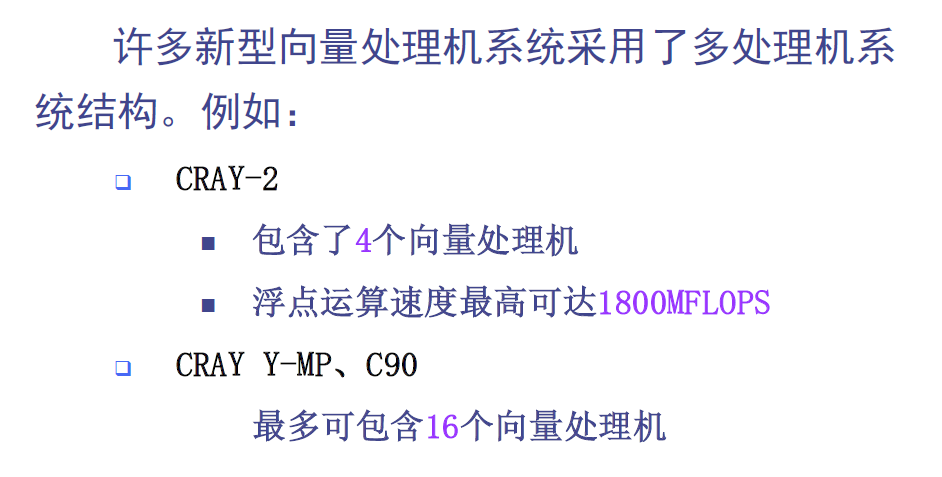 许多新型向量处理机系统采用了多处理机系
统结构。例如：
CRAY-2
包含了4个向量处理机
浮点运算速度最高可达1800MFLOPS
CRAY Y-MP、C90
最多可包含16个向量处理机